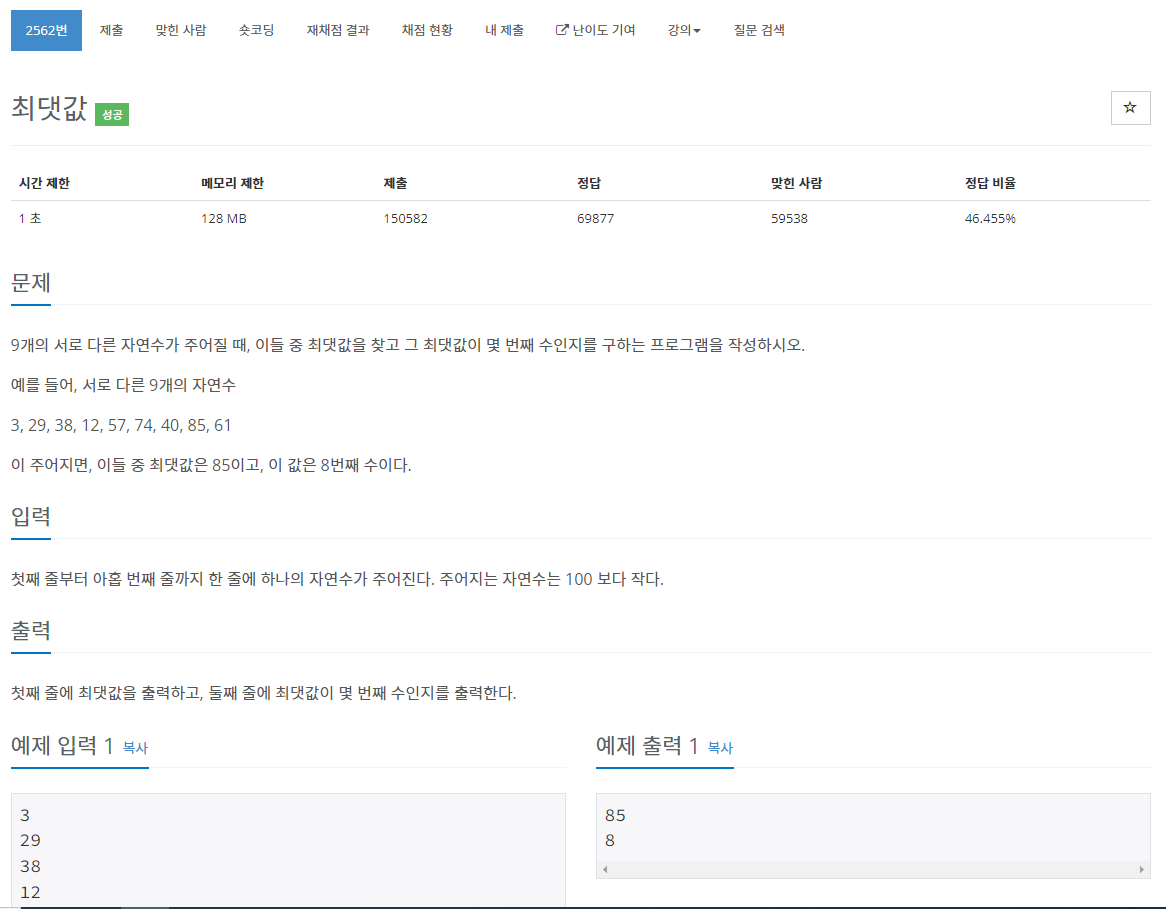 2562번 제출 맞힌 사람 숏코딩 재채점 결과 채점 현황 내 제출 난이도 기여 강의 질문 검색
최댓값 성공
시간 제한 메모리 제한 제출 정답 맞힌 사람 정답 비율
1 초 128 MB 150582 69877 59538 46.455%
문제
9개의 서로 다른 자연수가 주어질 때, 이들 중 최댓값을 찾고 그 최댓값이 몇 번째 수인지를 구하는 프로그램을 작성하시오.
예를 들어, 서로 다른 9개의 자연수
3, 29, 38, 12, 57, 74, 40, 85, 61
이 주어지면, 이들 중 최댓값은 85이고, 이 값은 8번째 수이다.
입력
첫째 줄부터 아홉 번째 줄까지 한 줄에 하나의 자연수가 주어진다. 주어지는 자연수는 100 보다 작다.
출력
첫째 줄에 최댓값을 출력하고, 둘째 줄에 최댓값이 몇 번째 수인지를 출력한다.
예제 입력 1 복사
3
29
38
12
예제 출력 1 복사
85
8